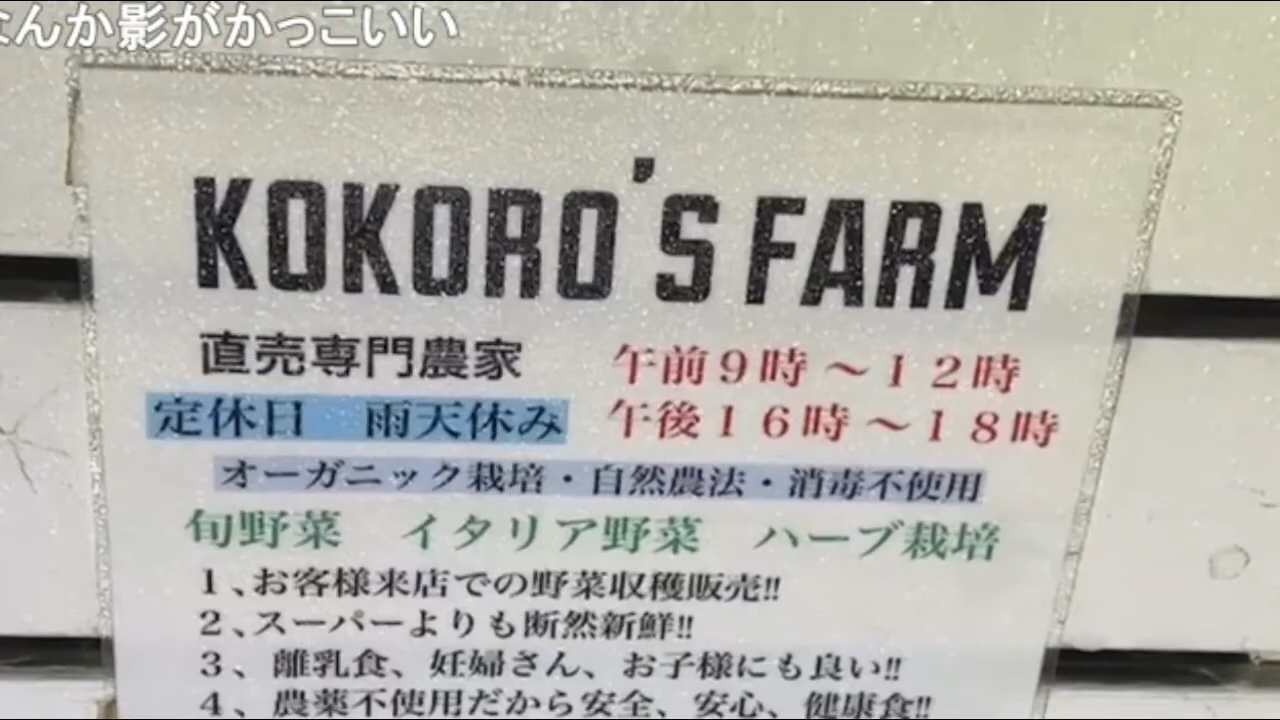 なんか影がかっこいい
KOKORO'S FARM
直売専門農家
午前9時～12時
定休日 雨天休み
午後16時～18時
オーガニック栽培・自然農法・消毒不使用
旬野菜 イタリア野菜 ハーブ栽培
1、お客様来店での野菜収穫販売!!
2、スーパーよりも断然新鮮!!
3、離乳食、妊婦さん、お子様にも良い!!
4、農薬不使用だから安全、安心、健康食!!